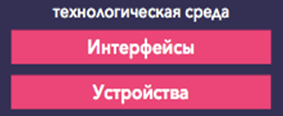 технологическая среда
Интерфейсы
Устройства